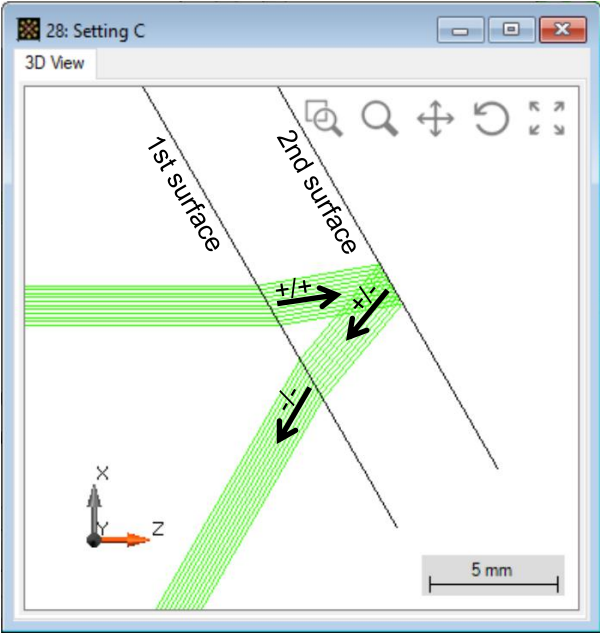 28: Setting C
3D View
1st surface
2nd surface
+/+
+/-
-/-
X
Y
Z
5 mm